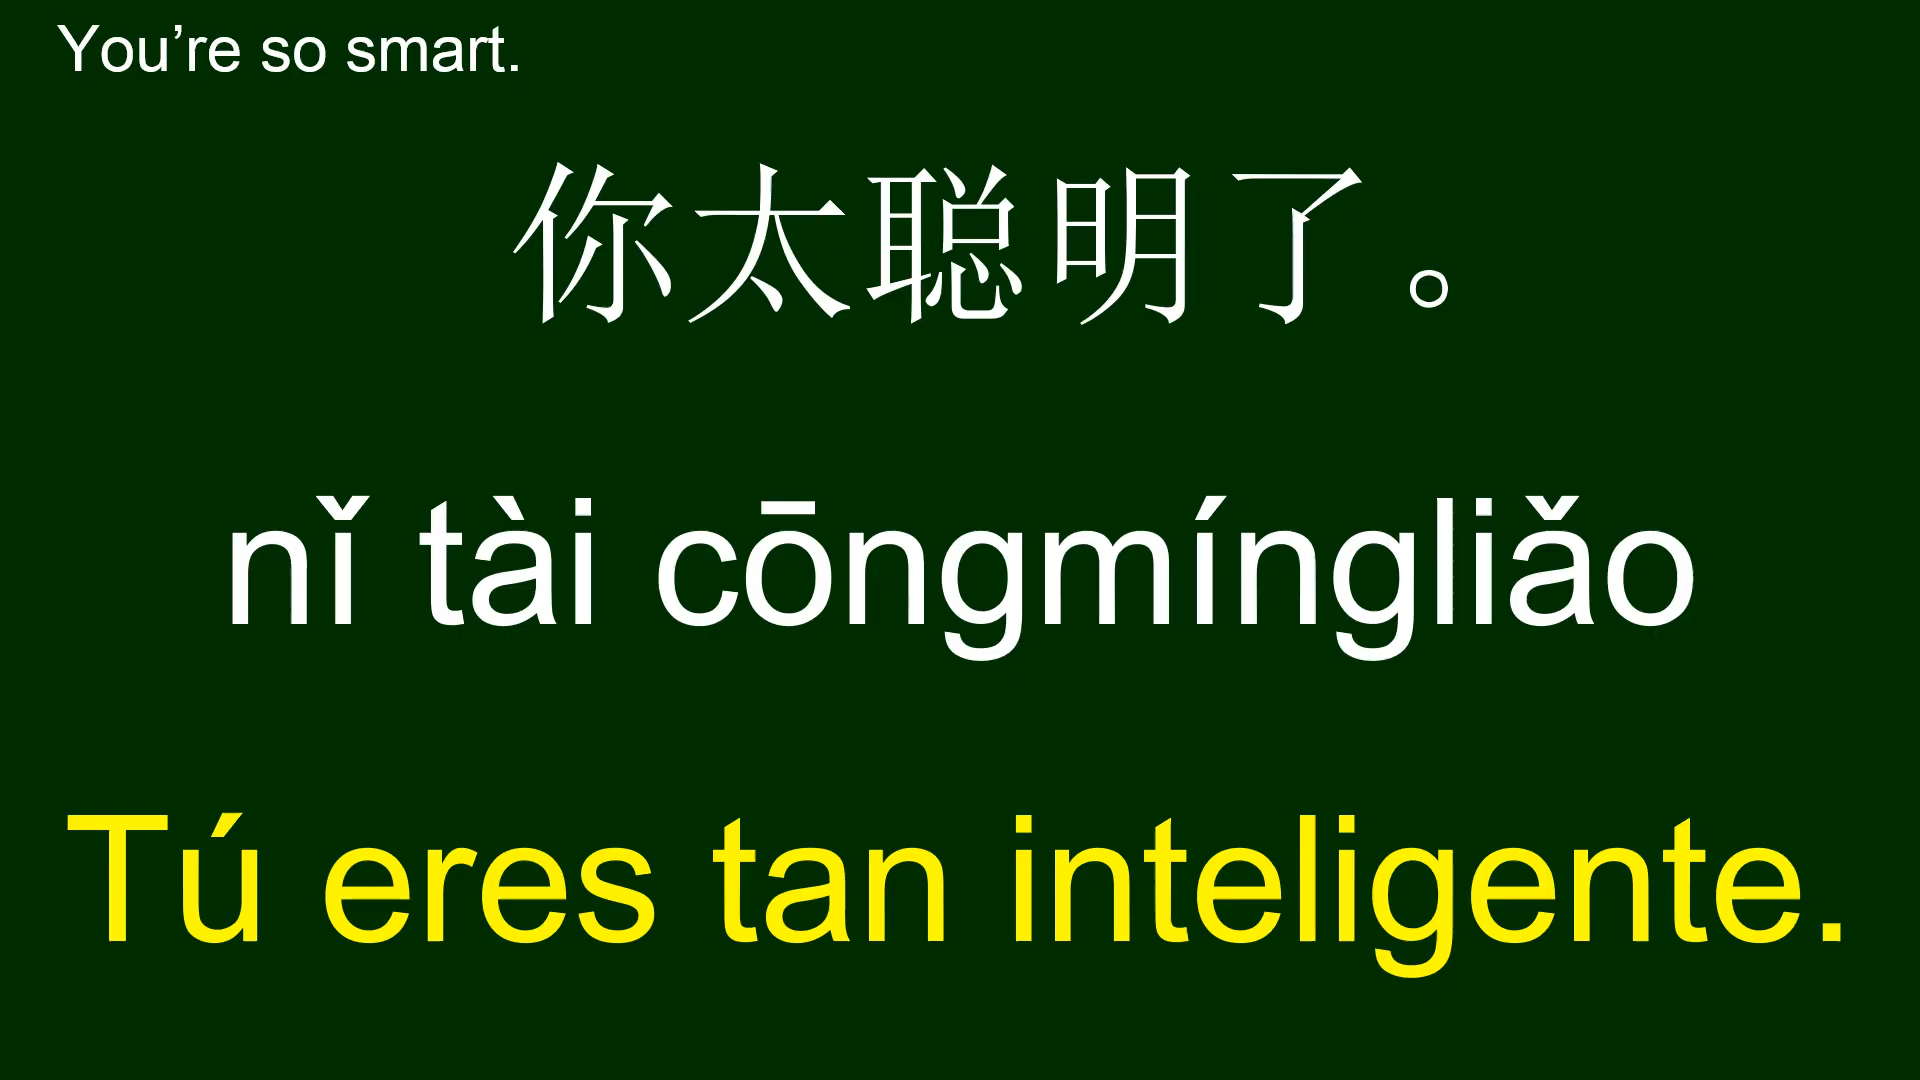 You’re so smart.
你太聪明了。
nǐ tài cōngmíngliǎo
Tú eres tan inteligente.